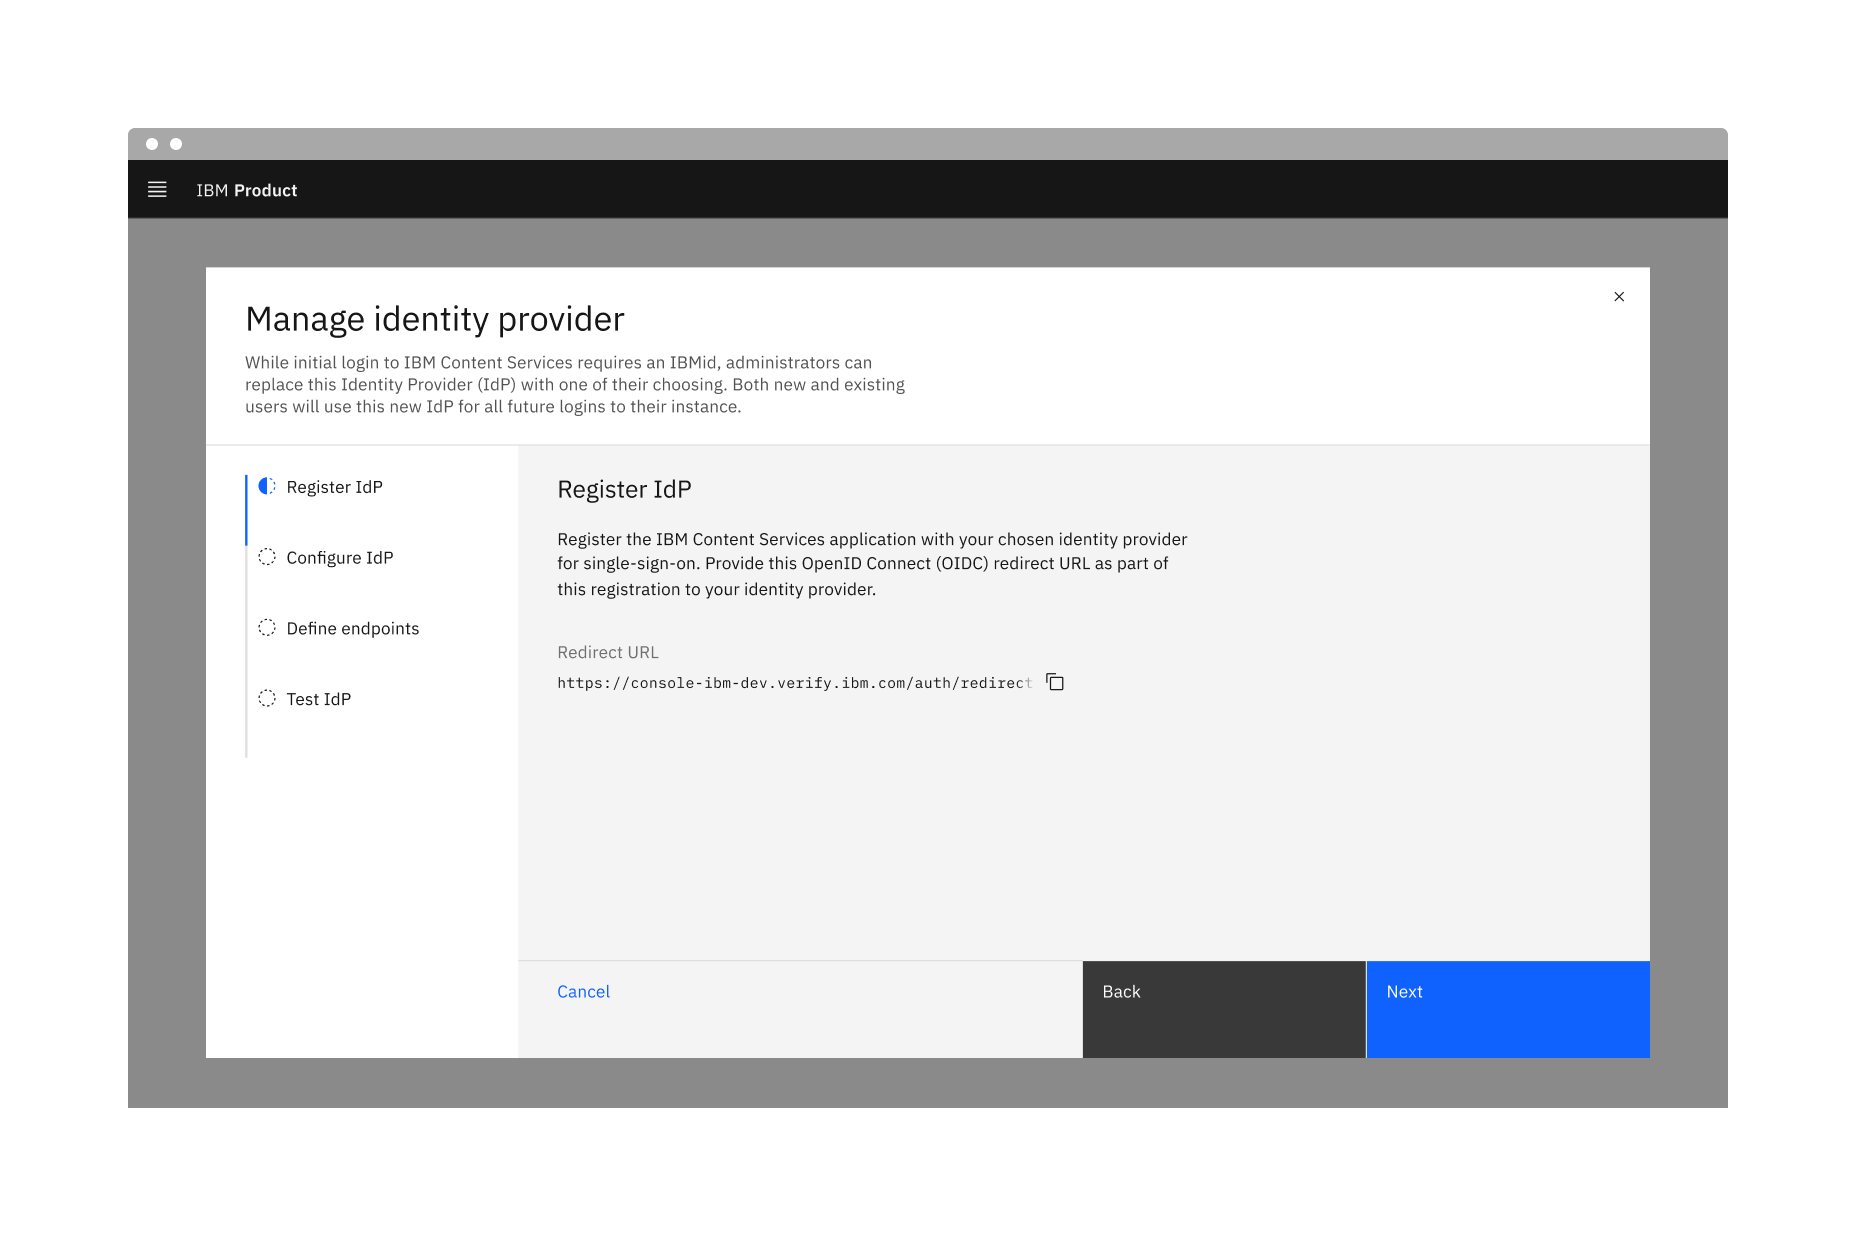 IBM Product
Manage identity provider
While initial login to IBM Content Services requires an IBMid, administrators can
replace this Identity Provider (IdP) with one of their choosing. Both new and existing
users will use this new IdP for all future logins to their instance.
Register IdP
Configure IdP
Define endpoints
Test IdP
Register IdP
Register the IBM Content Services application with your chosen identity provider
for single-sign-on. Provide this OpenID Connect (OIDC) redirect URL as part of
this registration to your identity provider.
Redirect URL
https://console-ibm-dev.verify.ibm.com/auth/redirect
Cancel
Back
Next